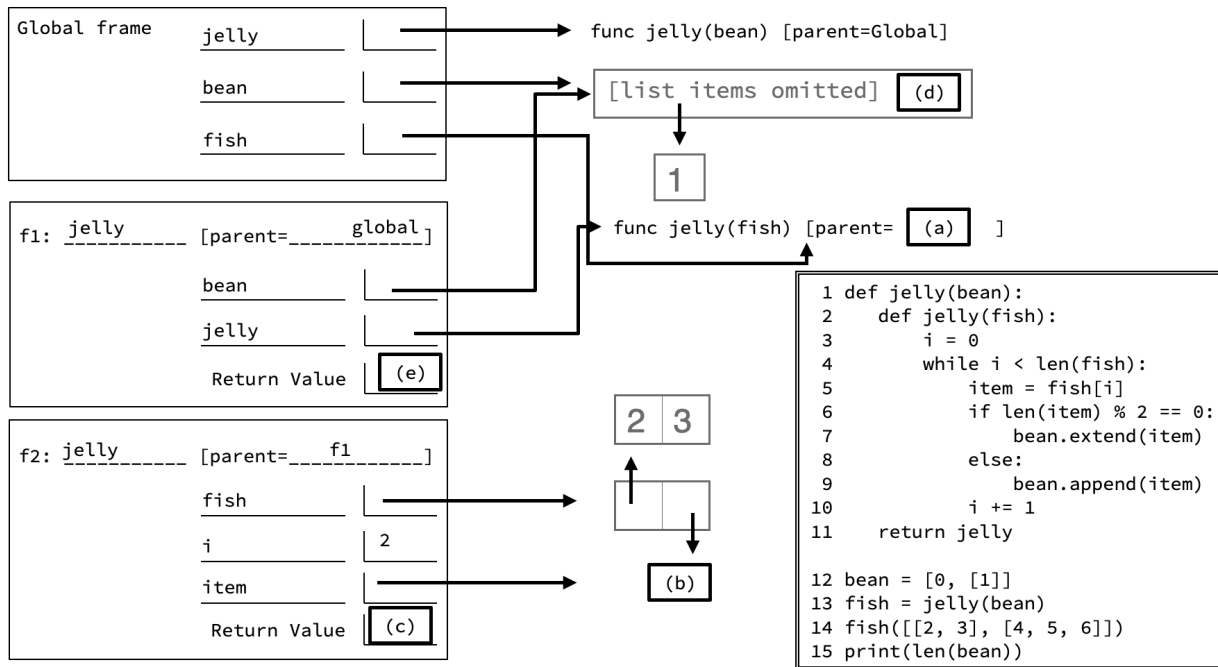 Global frame
jelly
func jelly(bean) [parent=Global]
bean
[list items omitted] (d)
fish
1
f1: jelly [parent=global]
func jelly(fish) [parent= (a) ]
bean
jelly
Return Value (e)
2 3
f2: jelly [parent=f1]
fish
i 2
item
(b)
Return Value (c)
1 def jelly(bean):
2 def jelly(fish):
3 i = 0
4 while i < len(fish):
5 item = fish[i]
6 if len(item) % 2 == 0:
7 bean.extend(item)
8 else:
9 bean.append(item)
10 i += 1
11 return jelly
12 bean = [0, [1]]
13 fish = jelly(bean)
14 fish([[2, 3], [4, 5, 6]])
15 print(len(bean))